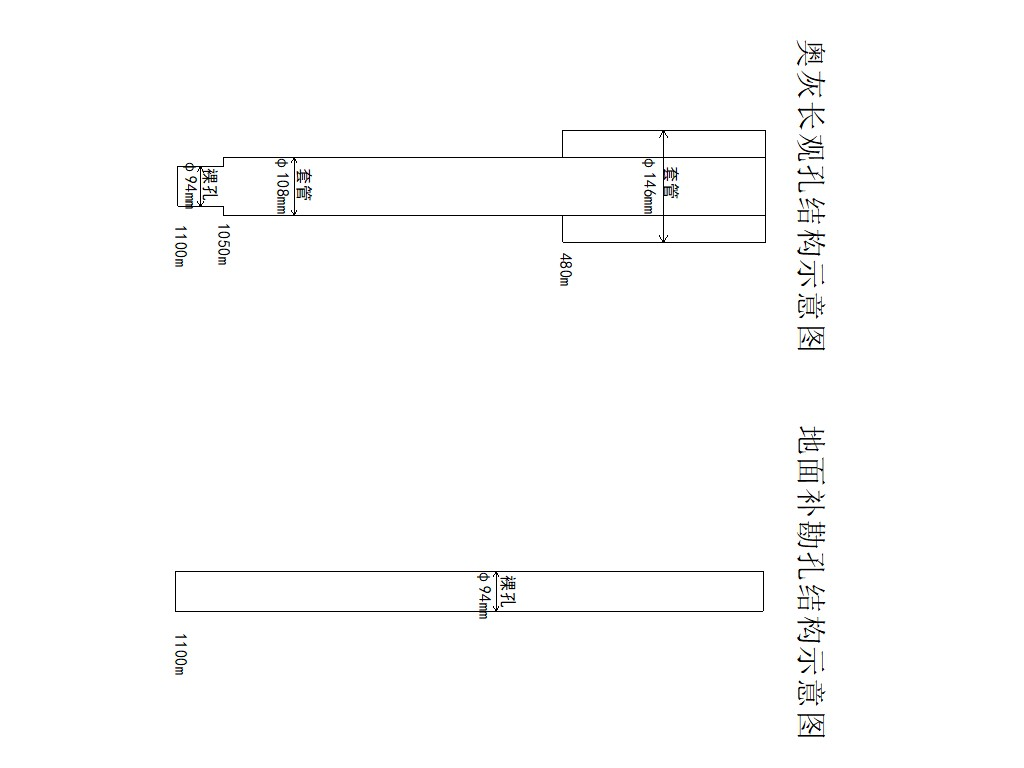 奥灰长观孔结构示意图
套管
φ146mm
480m
套管
φ108mm
1050m
裸孔
φ94mm
1100m
地面补勘孔结构示意图
裸孔
φ94mm
1100m